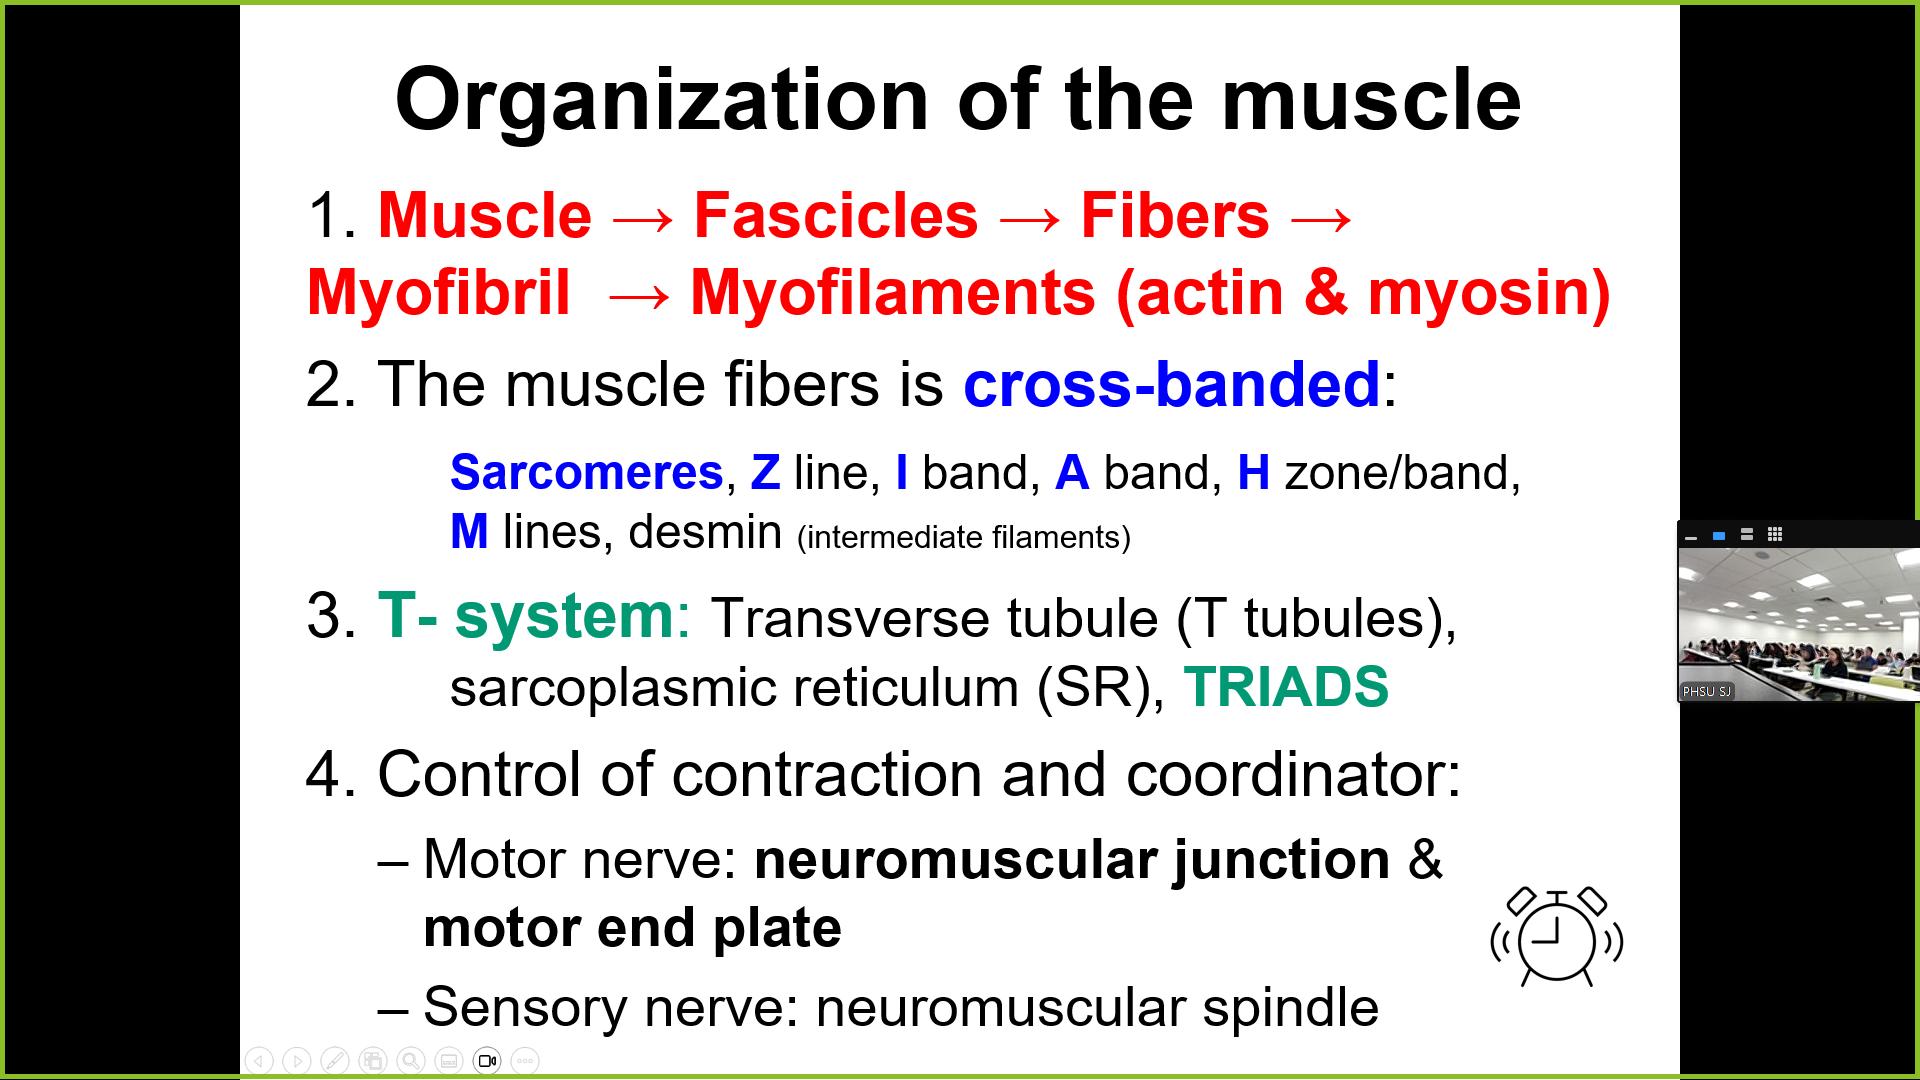 Organization of the muscle
1. Muscle → Fascicles → Fibers →
Myofibril → Myofilaments (actin & myosin)
2. The muscle fibers is cross-banded:
Sarcomeres, Z line, I band, A band, H zone/band,
M lines, desmin (intermediate filaments)
3. T- system: Transverse tubule (T tubules),
sarcoplasmic reticulum (SR), TRIADS
4. Control of contraction and coordinator:
– Motor nerve: neuromuscular junction &
motor end plate
– Sensory nerve: neuromuscular spindle
PHSU SJ